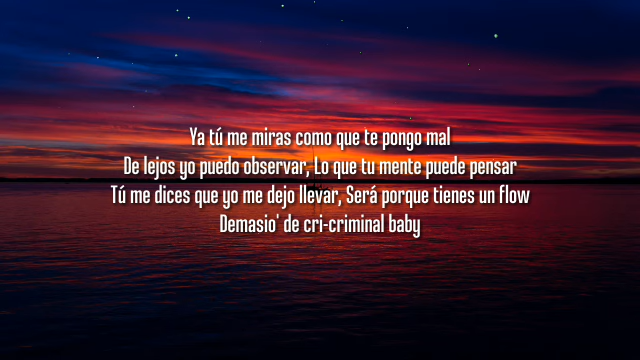 Ya tú me miras como que te pongo mal
De lejos yo puedo observar, Lo que tu mente puede pensar
Tú me dices que yo me dejo llevar, Será porque tienes un flow
Demasio' de cri-criminal baby